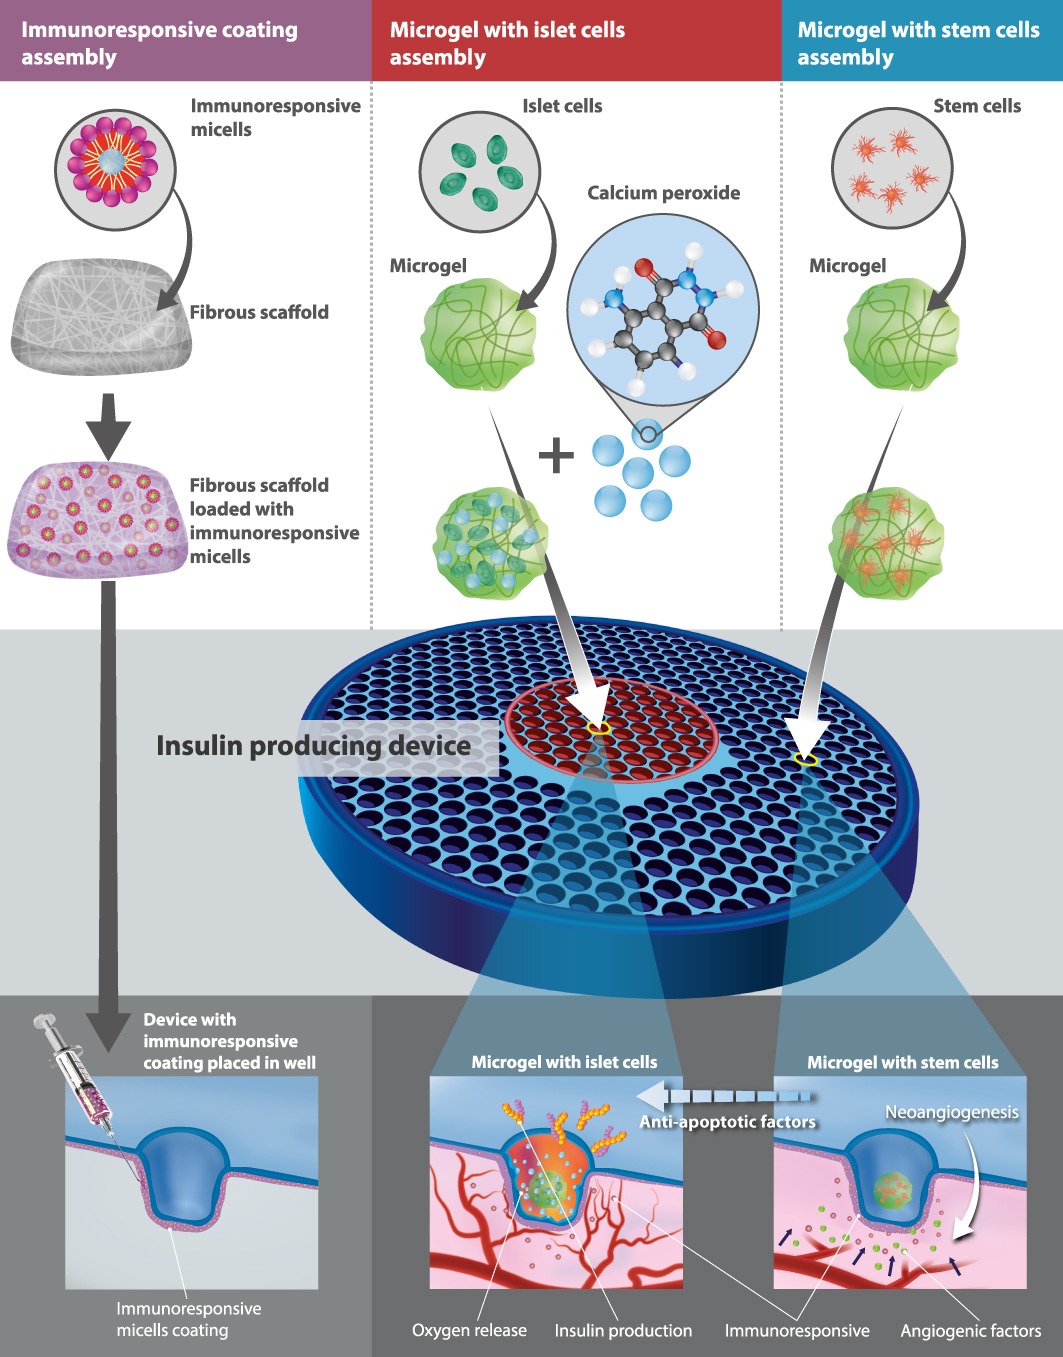 Immunoresponsive coating
assembly
Microgel with islet cells
assembly
Microgel with stem cells
assembly
Immunoresponsive
micells
Fibrous scaffold
Fibrous scaffold
loaded with
immunoresponsive
micells
Islet cells
Calcium peroxide
Microgel
+
Stem cells
Microgel
Insulin producing device
Device with
immunoresponsive
coating placed in well
Immunoresponsive
micells coating
Microgel with islet cells
Anti-apoptotic factors
Microgel with stem cells
Neoangiogenesis
Oxygen release
Insulin production
Immunoresponsive
Angiogenic factors